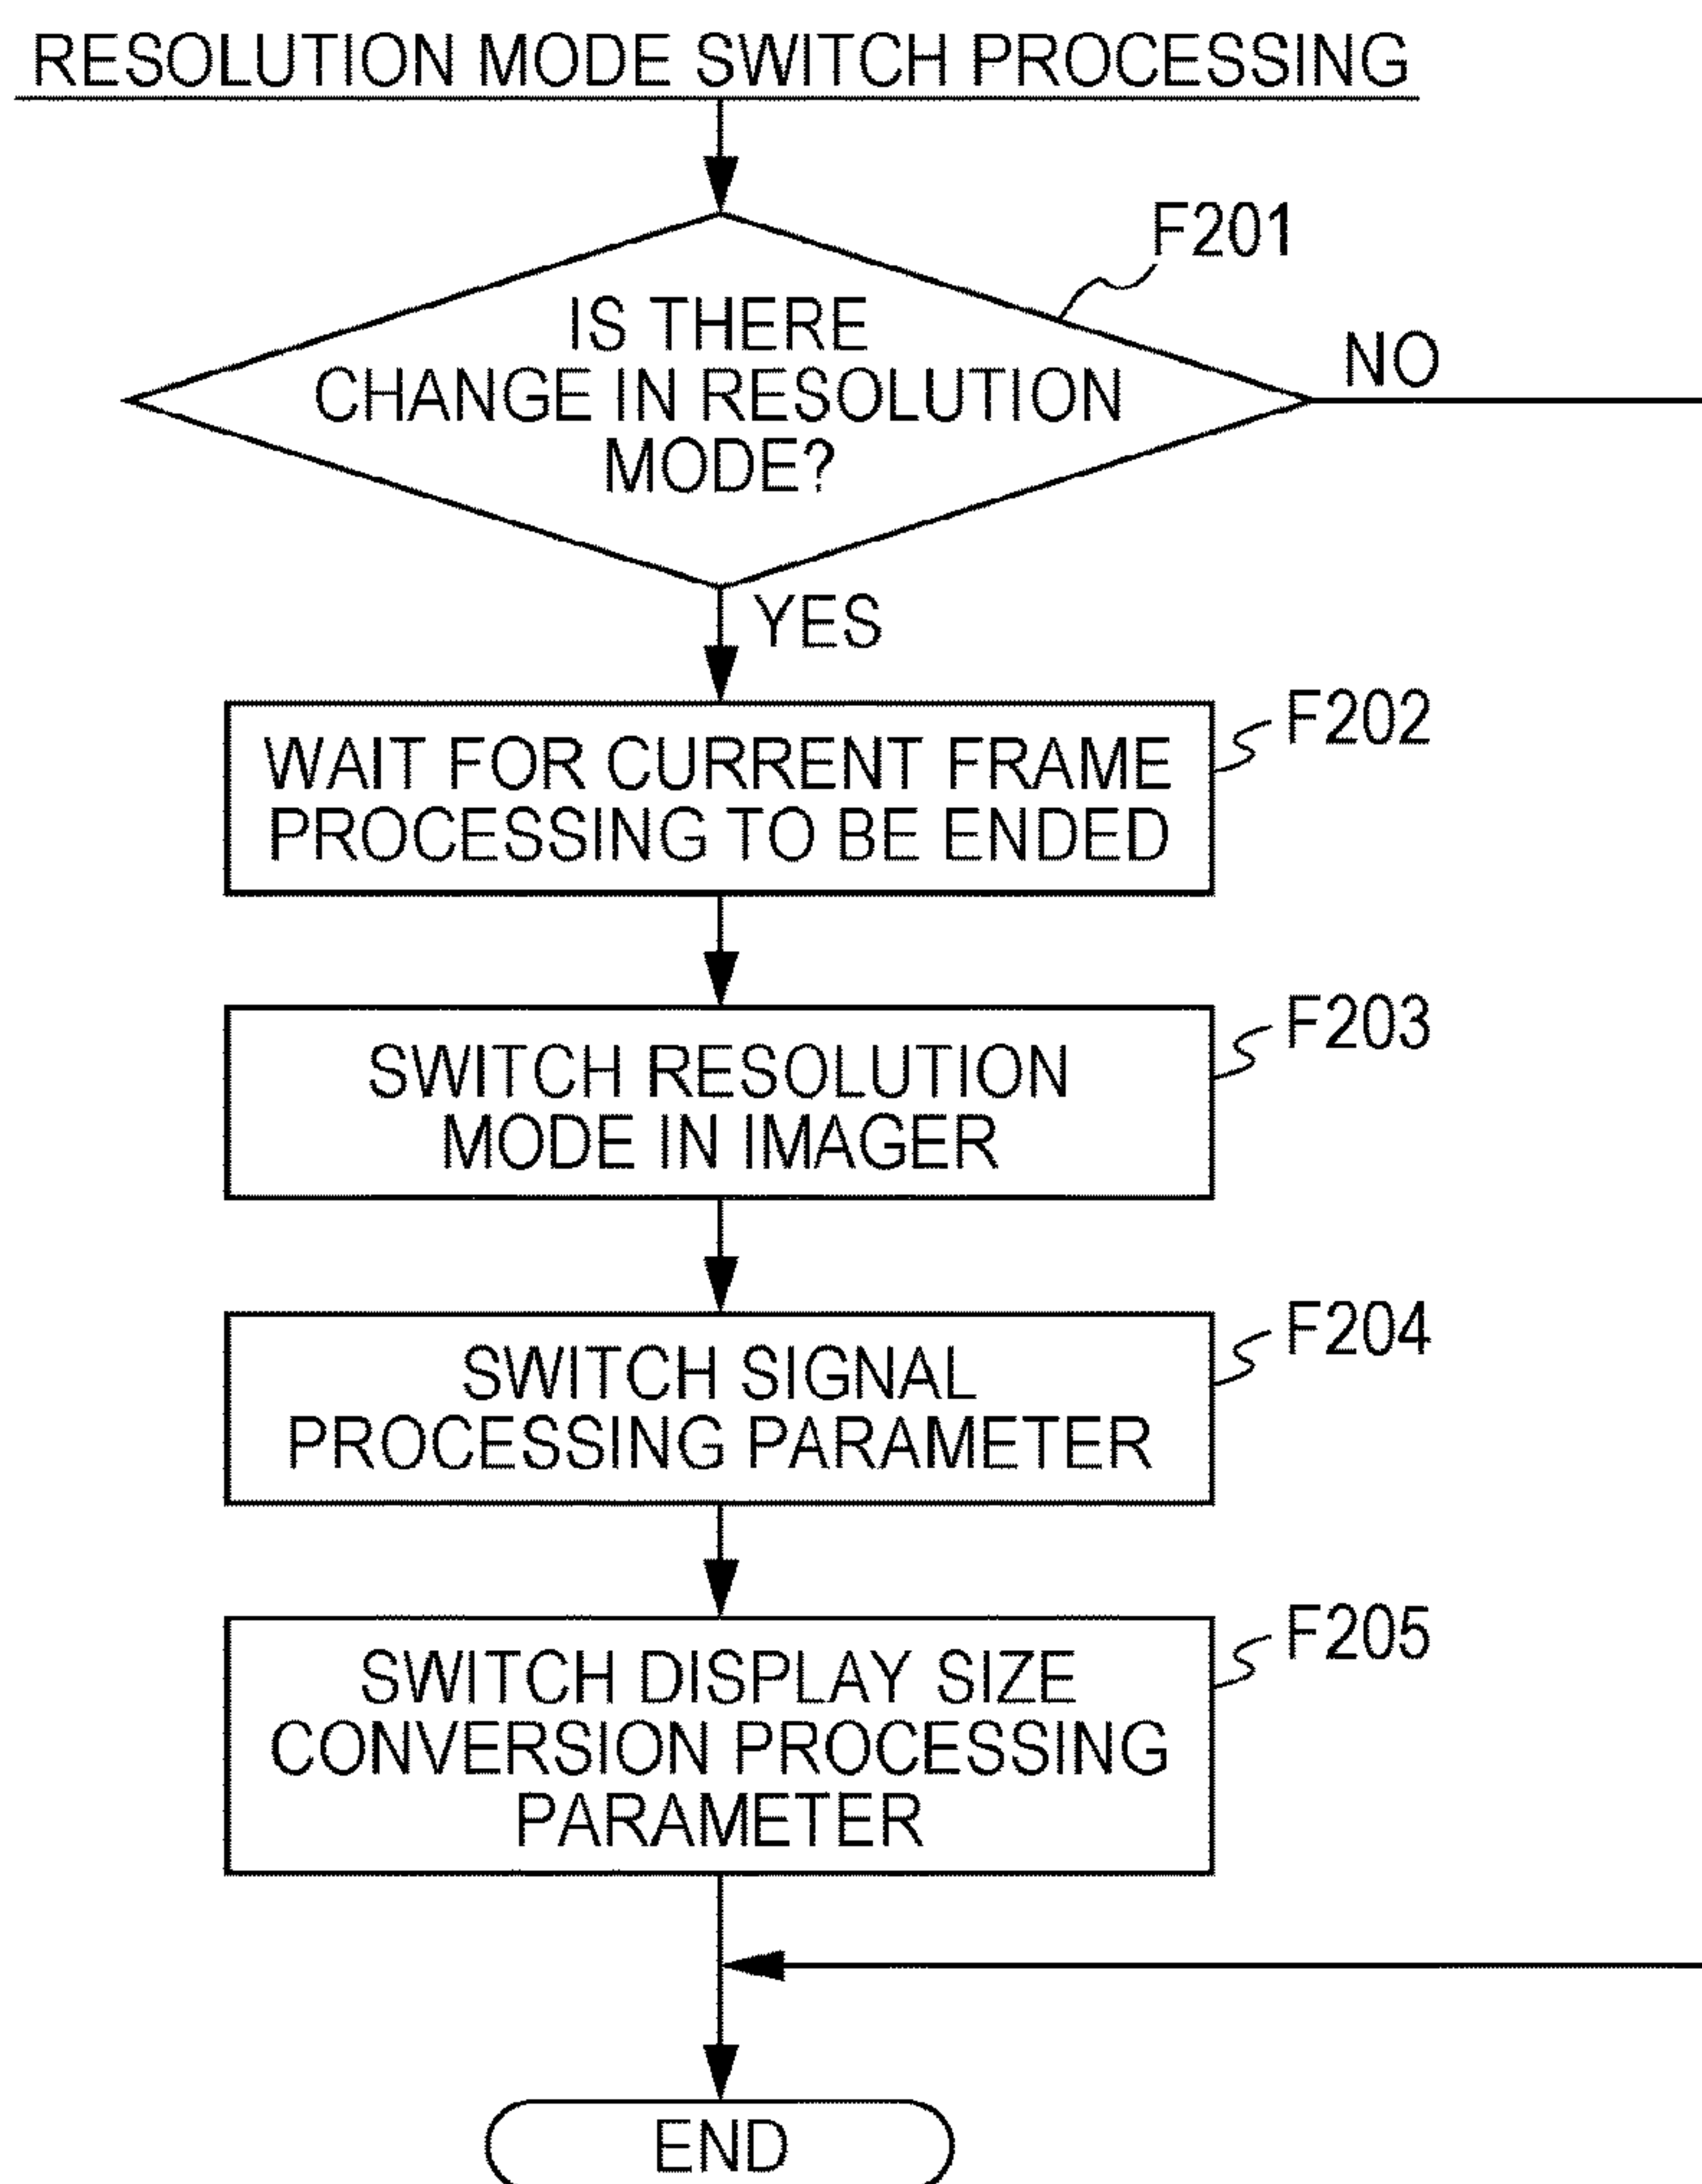 RESOLUTION MODE SWITCH PROCESSING
F201
IS THERE
CHANGE IN RESOLUTION
MODE?
NO
YES
F202
WAIT FOR CURRENT FRAME
PROCESSING TO BE ENDED
F203
SWITCH RESOLUTION
MODE IN IMAGER
F204
SWITCH SIGNAL
PROCESSING PARAMETER
F205
SWITCH DISPLAY SIZE
CONVERSION PROCESSING
PARAMETER
END